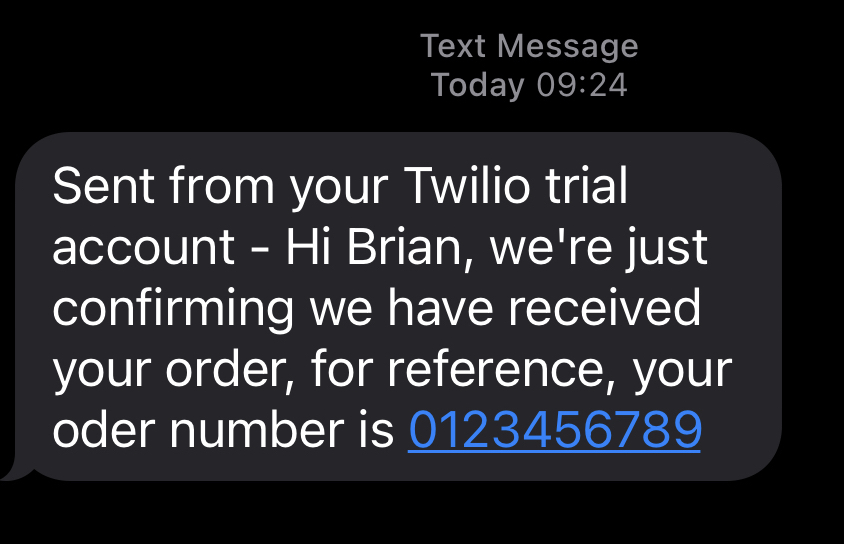 Text Message
Today 09:24
Sent from your Twilio trial
account - Hi Brian, we're just
confirming we have received
your order, for reference, your
oder number is 0123456789